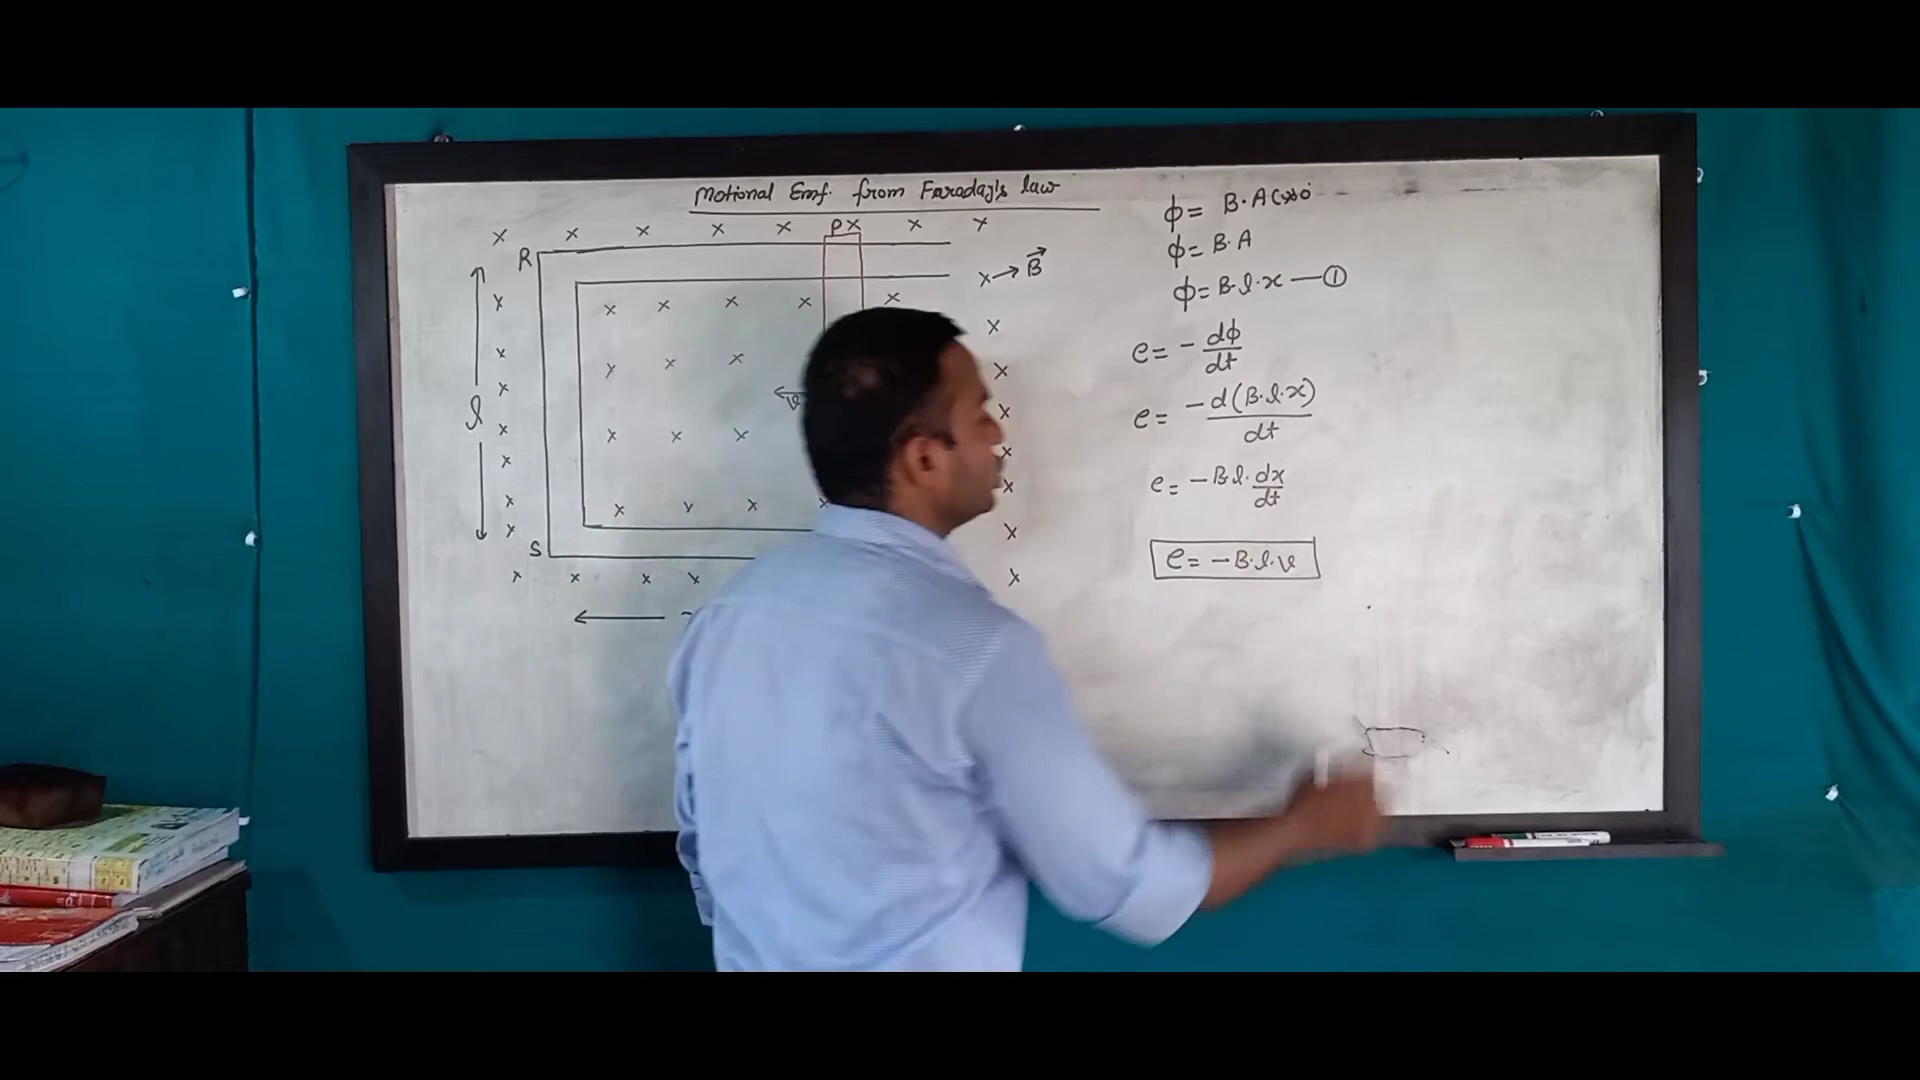 Motional Emf. from Faraday's law
P
R
→ B⃗
l
v
S
ϕ = B·A Cos0°
ϕ = B·A
ϕ = B·l·x — ①
e = - dϕ/dt
e = -d(B·l·x)/dt
e = -B·l·dx/dt
e = -B·l·v